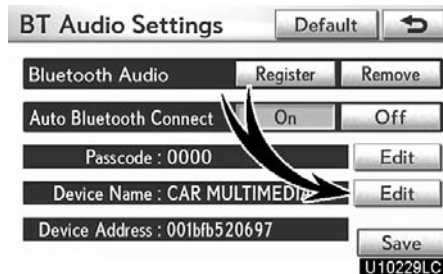 BT Audio Settings Default
Bluetooth Audio Register Remove
Auto Bluetooth Connect On Off
Passcode : 0000 Edit
Device Name : CAR MULTIMEDIA Edit
Device Address : 001bfb520697
Save
U10229LC